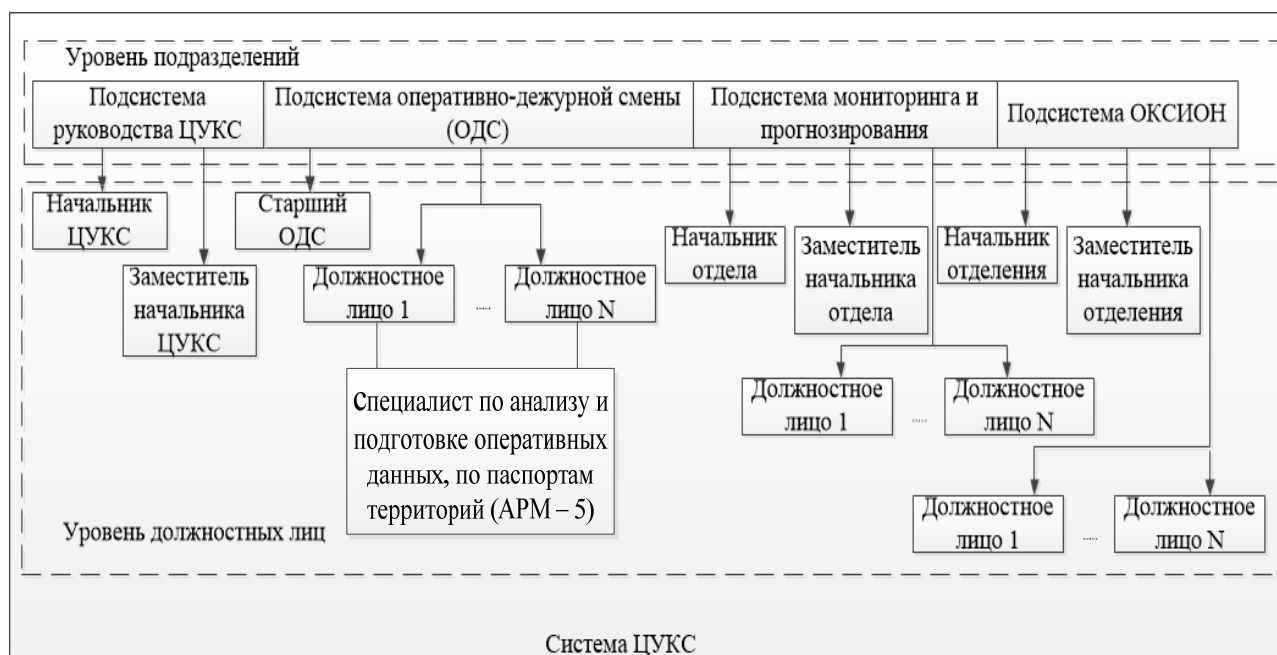 Уровень подразделений
Подсистема
руководства ЦУКС
Подсистема оперативно-дежурной смены
(ОДС)
Подсистема мониторинга и
прогнозирования
Подсистема ОКСИОН
Начальник
ЦУКС
Заместитель
начальника
ЦУКС
Старший
ОДС
Должностное
лицо 1
.....
Должностное
лицо N
специалист по анализу и
подготовке оперативных
данных, по паспортам
территорий (АРМ – 5)
Начальник
отдела
Заместитель
начальника
отдела
Должностное
лицо 1
.....
Должностное
лицо N
Начальник
отделения
Заместитель
начальника
отделения
Должностное
лицо 1
.....
Должностное
лицо N
Уровень должностных лиц
Система ЦУКС